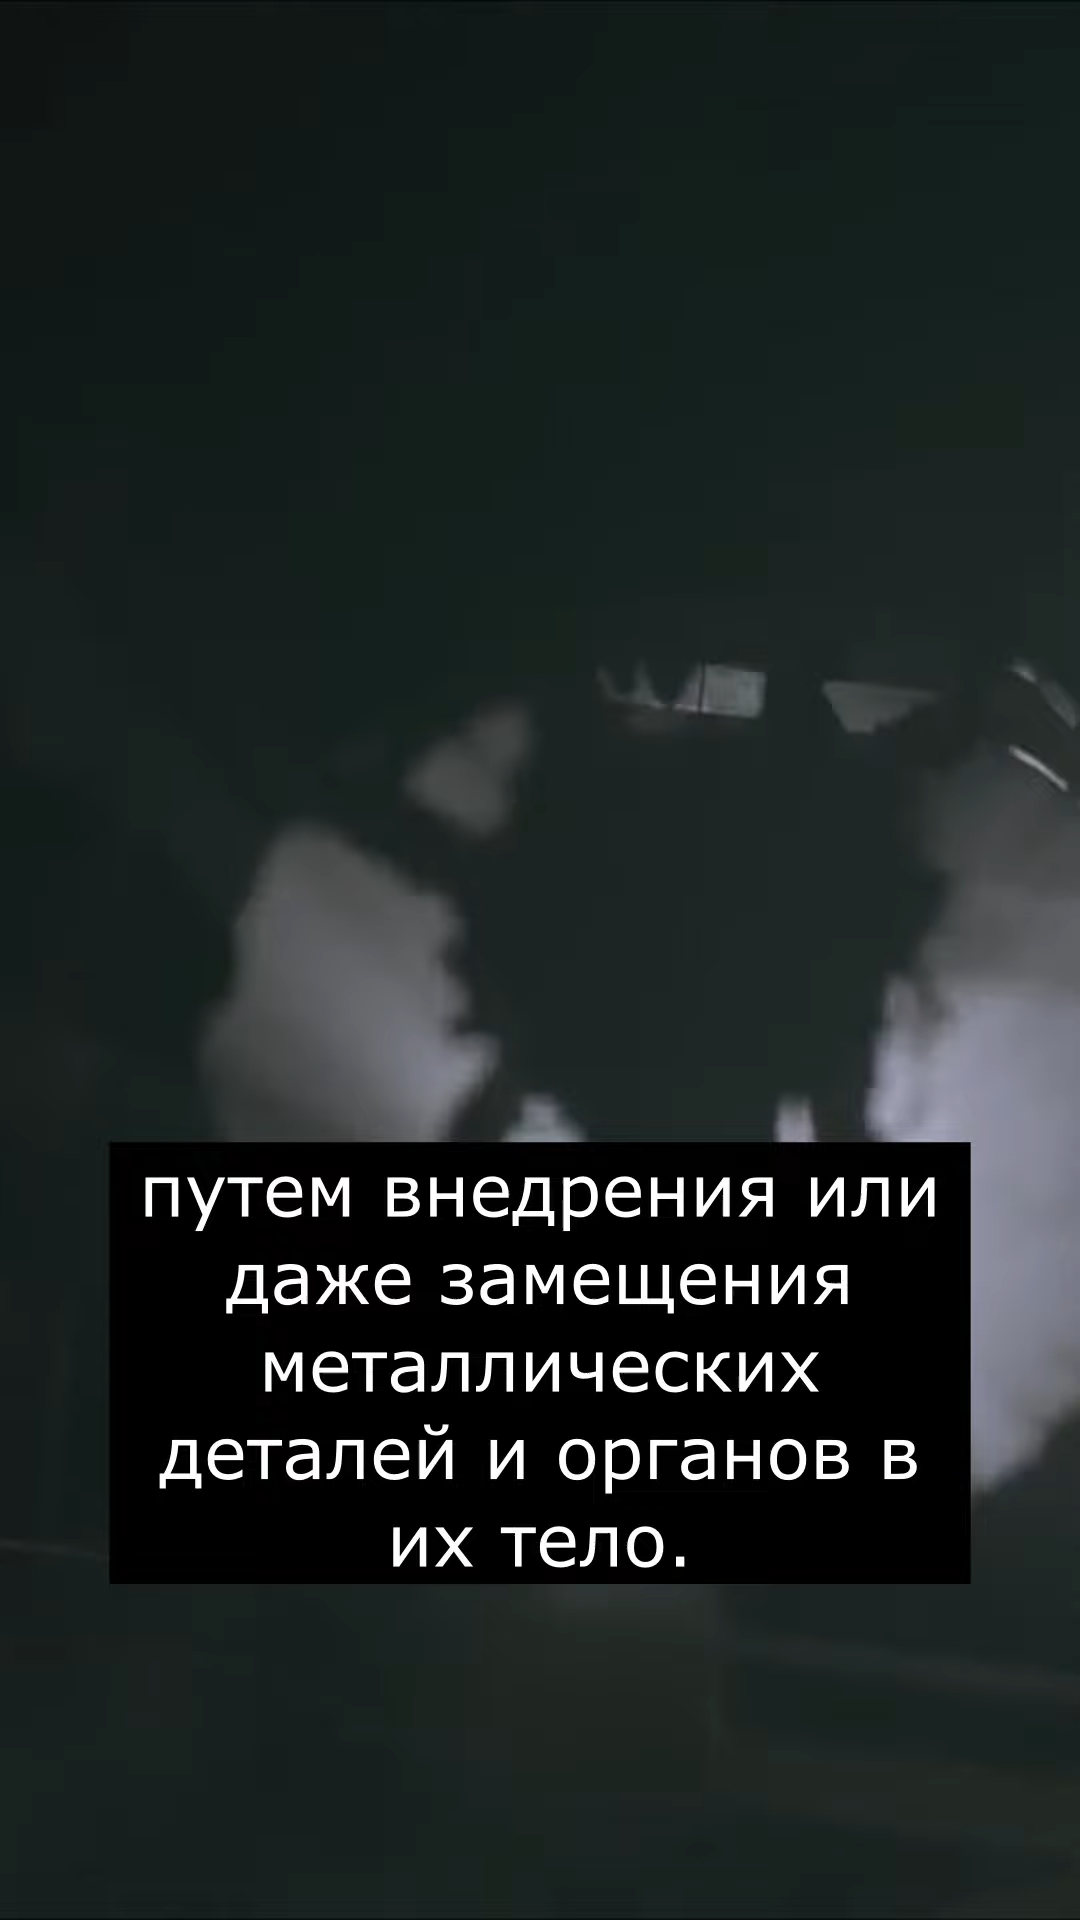 путем внедрения или
даже замещения
металлических
деталей и органов в
их тело.